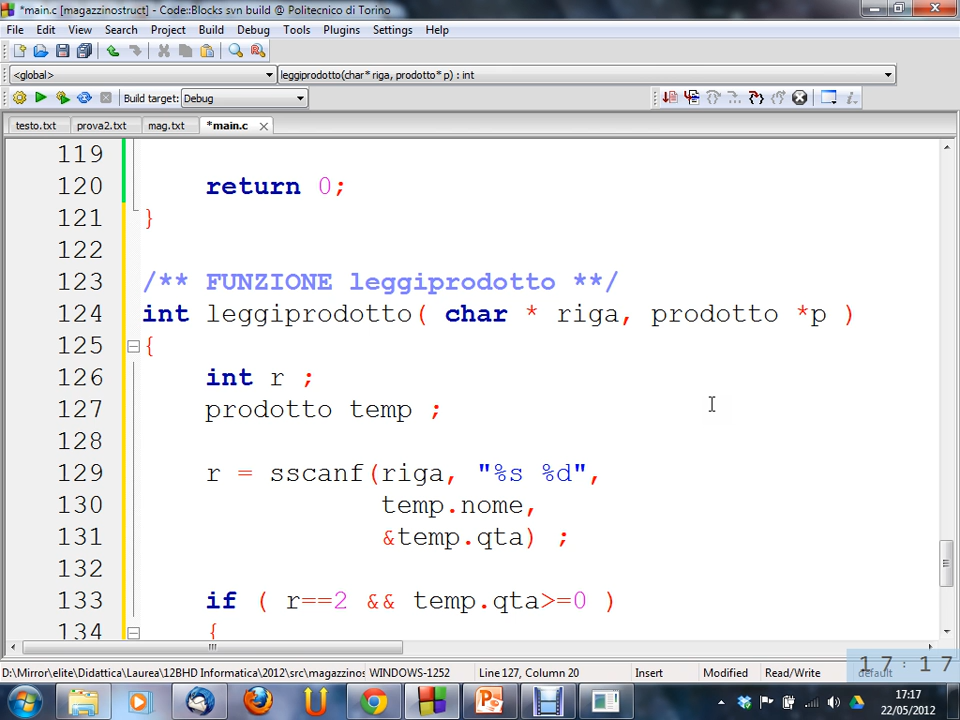 *main.c [magazzinostruct] - Code::Blocks svn build @ Politecnico di Torino
File Edit View Search Project Build Debug Tools Plugins Settings Help
<global> leggiprodotto(char* riga, prodotto* p) : int
Build target: Debug
testo.txt prova2.txt mag.txt *main.c
119
120 return 0;
121 }
122
123 /** FUNZIONE leggiprodotto **/
124 int leggiprodotto( char * riga, prodotto *p )
125 {
126 int r ;
127 prodotto temp ;
128
129 r = sscanf(riga, "%s %d",
130 temp.nome,
131 &temp.qta) ;
132
133 if ( r==2 && temp.qta>=0 )
134 {
D:\Mirror\elite\Didattica\Laurea\12BHD Informatica\2012\src\magazzinos WINDOWS-1252 Line 127, Column 20 Insert Modified Read/Write default
17:17
17:17
22/05/2012